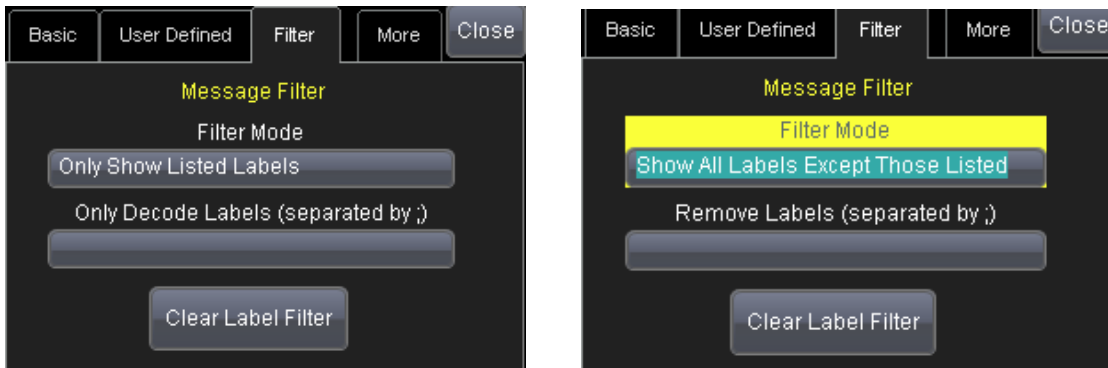 Basic User Defined Filter More Close
Message Filter
Filter Mode
Only Show Listed Labels
Only Decode Labels (separated by ;)
Clear Label Filter
Basic User Defined Filter More Close
Message Filter
Filter Mode
Show All Labels Except Those Listed
Remove Labels (separated by ;)
Clear Label Filter